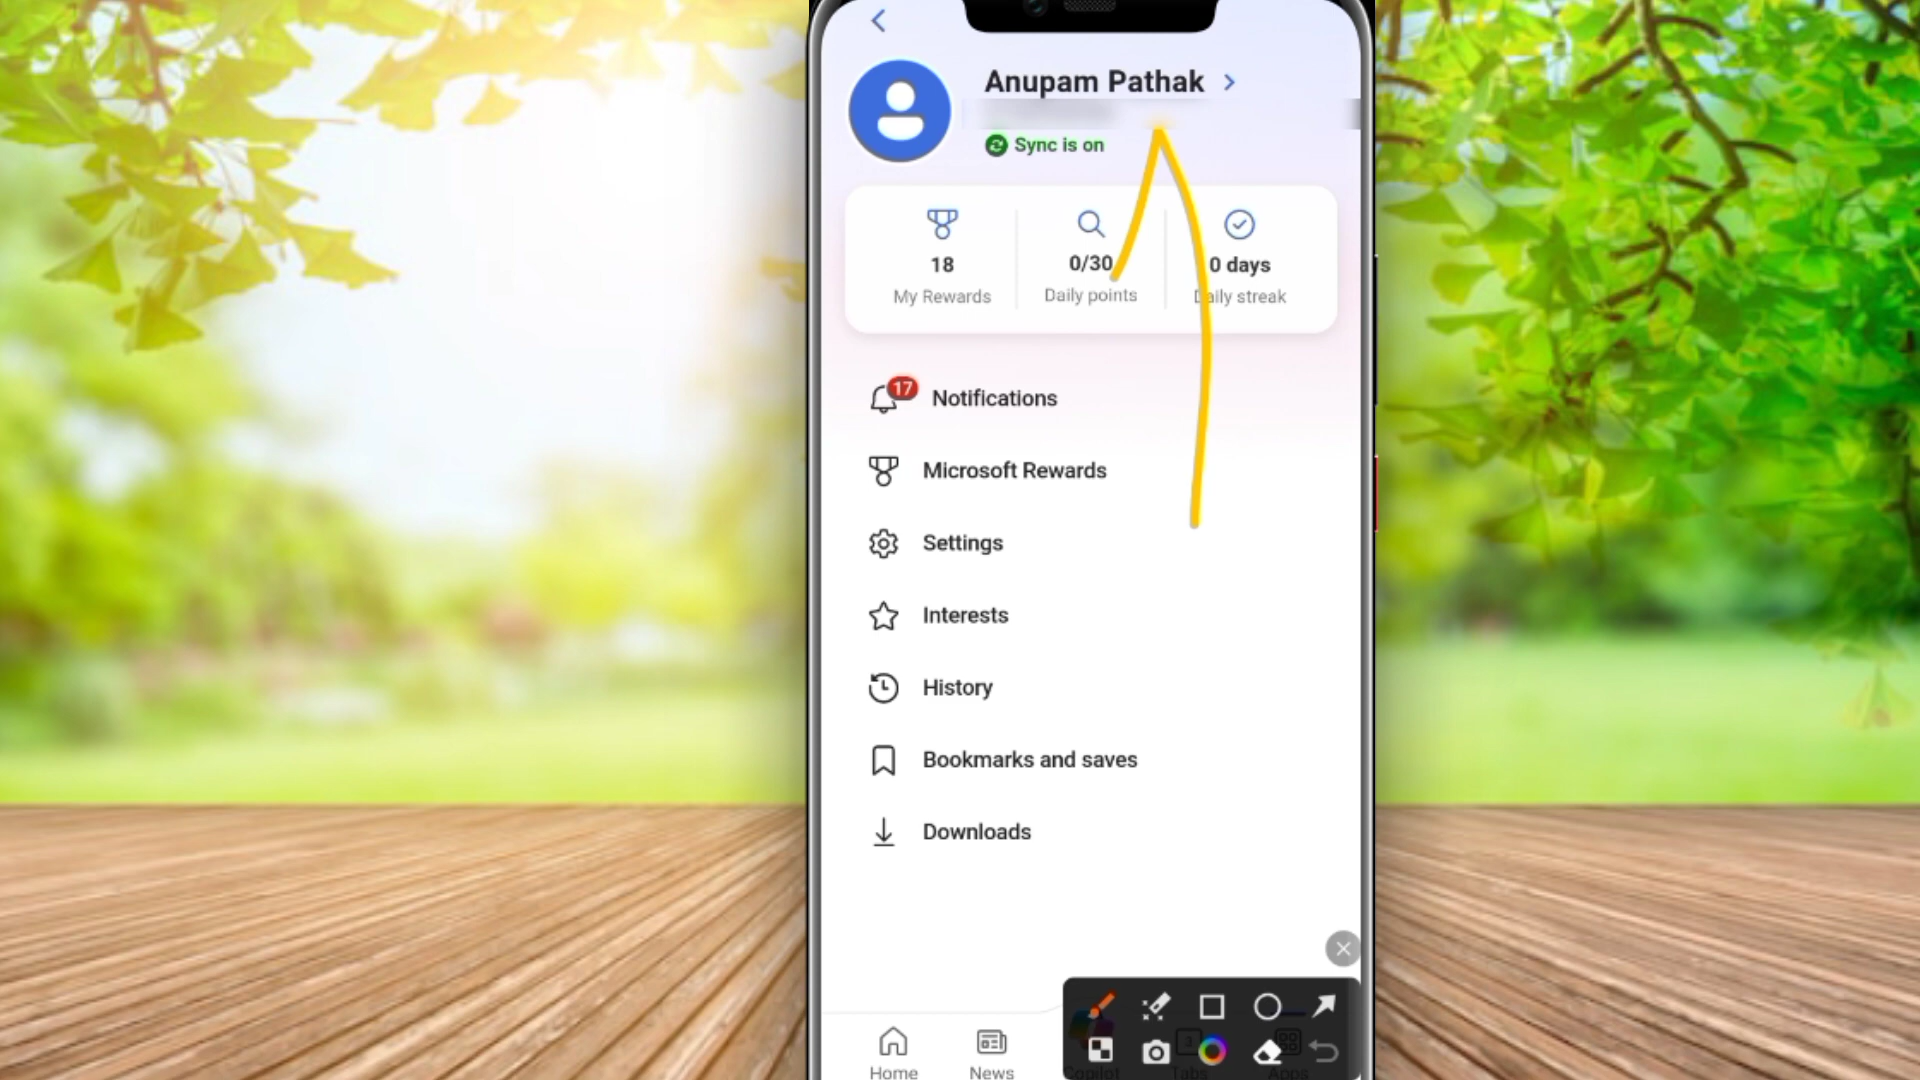 Anupam Pathak
Sync is on
18
My Rewards
0/30
Daily points
0 days
Daily streak
17
Notifications
Microsoft Rewards
Settings
Interests
History
Bookmarks and saves
Downloads
Home
News
Copilot
3
Tabs
Apps